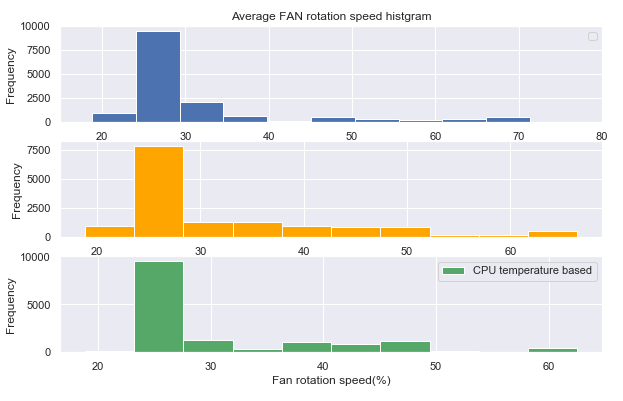 Average FAN rotation speed histgram
10000
7500
5000
2500
0
Frequency
20 30 40 50 60 70 80
7500
5000
2500
0
Frequency
20 30 40 50 60
10000
5000
0
Frequency
CPU temperature based
20 30 40 50 60
Fan rotation speed(%)